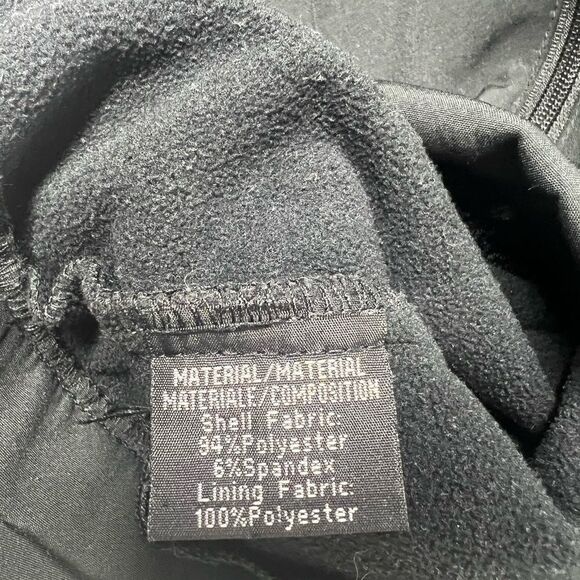 MATERIAL/MATERIAL
MATERIALE/COMPOSITION
Shell Fabric:
94%Polyester
6%Spandex
Lining Fabric:
100%Polyester